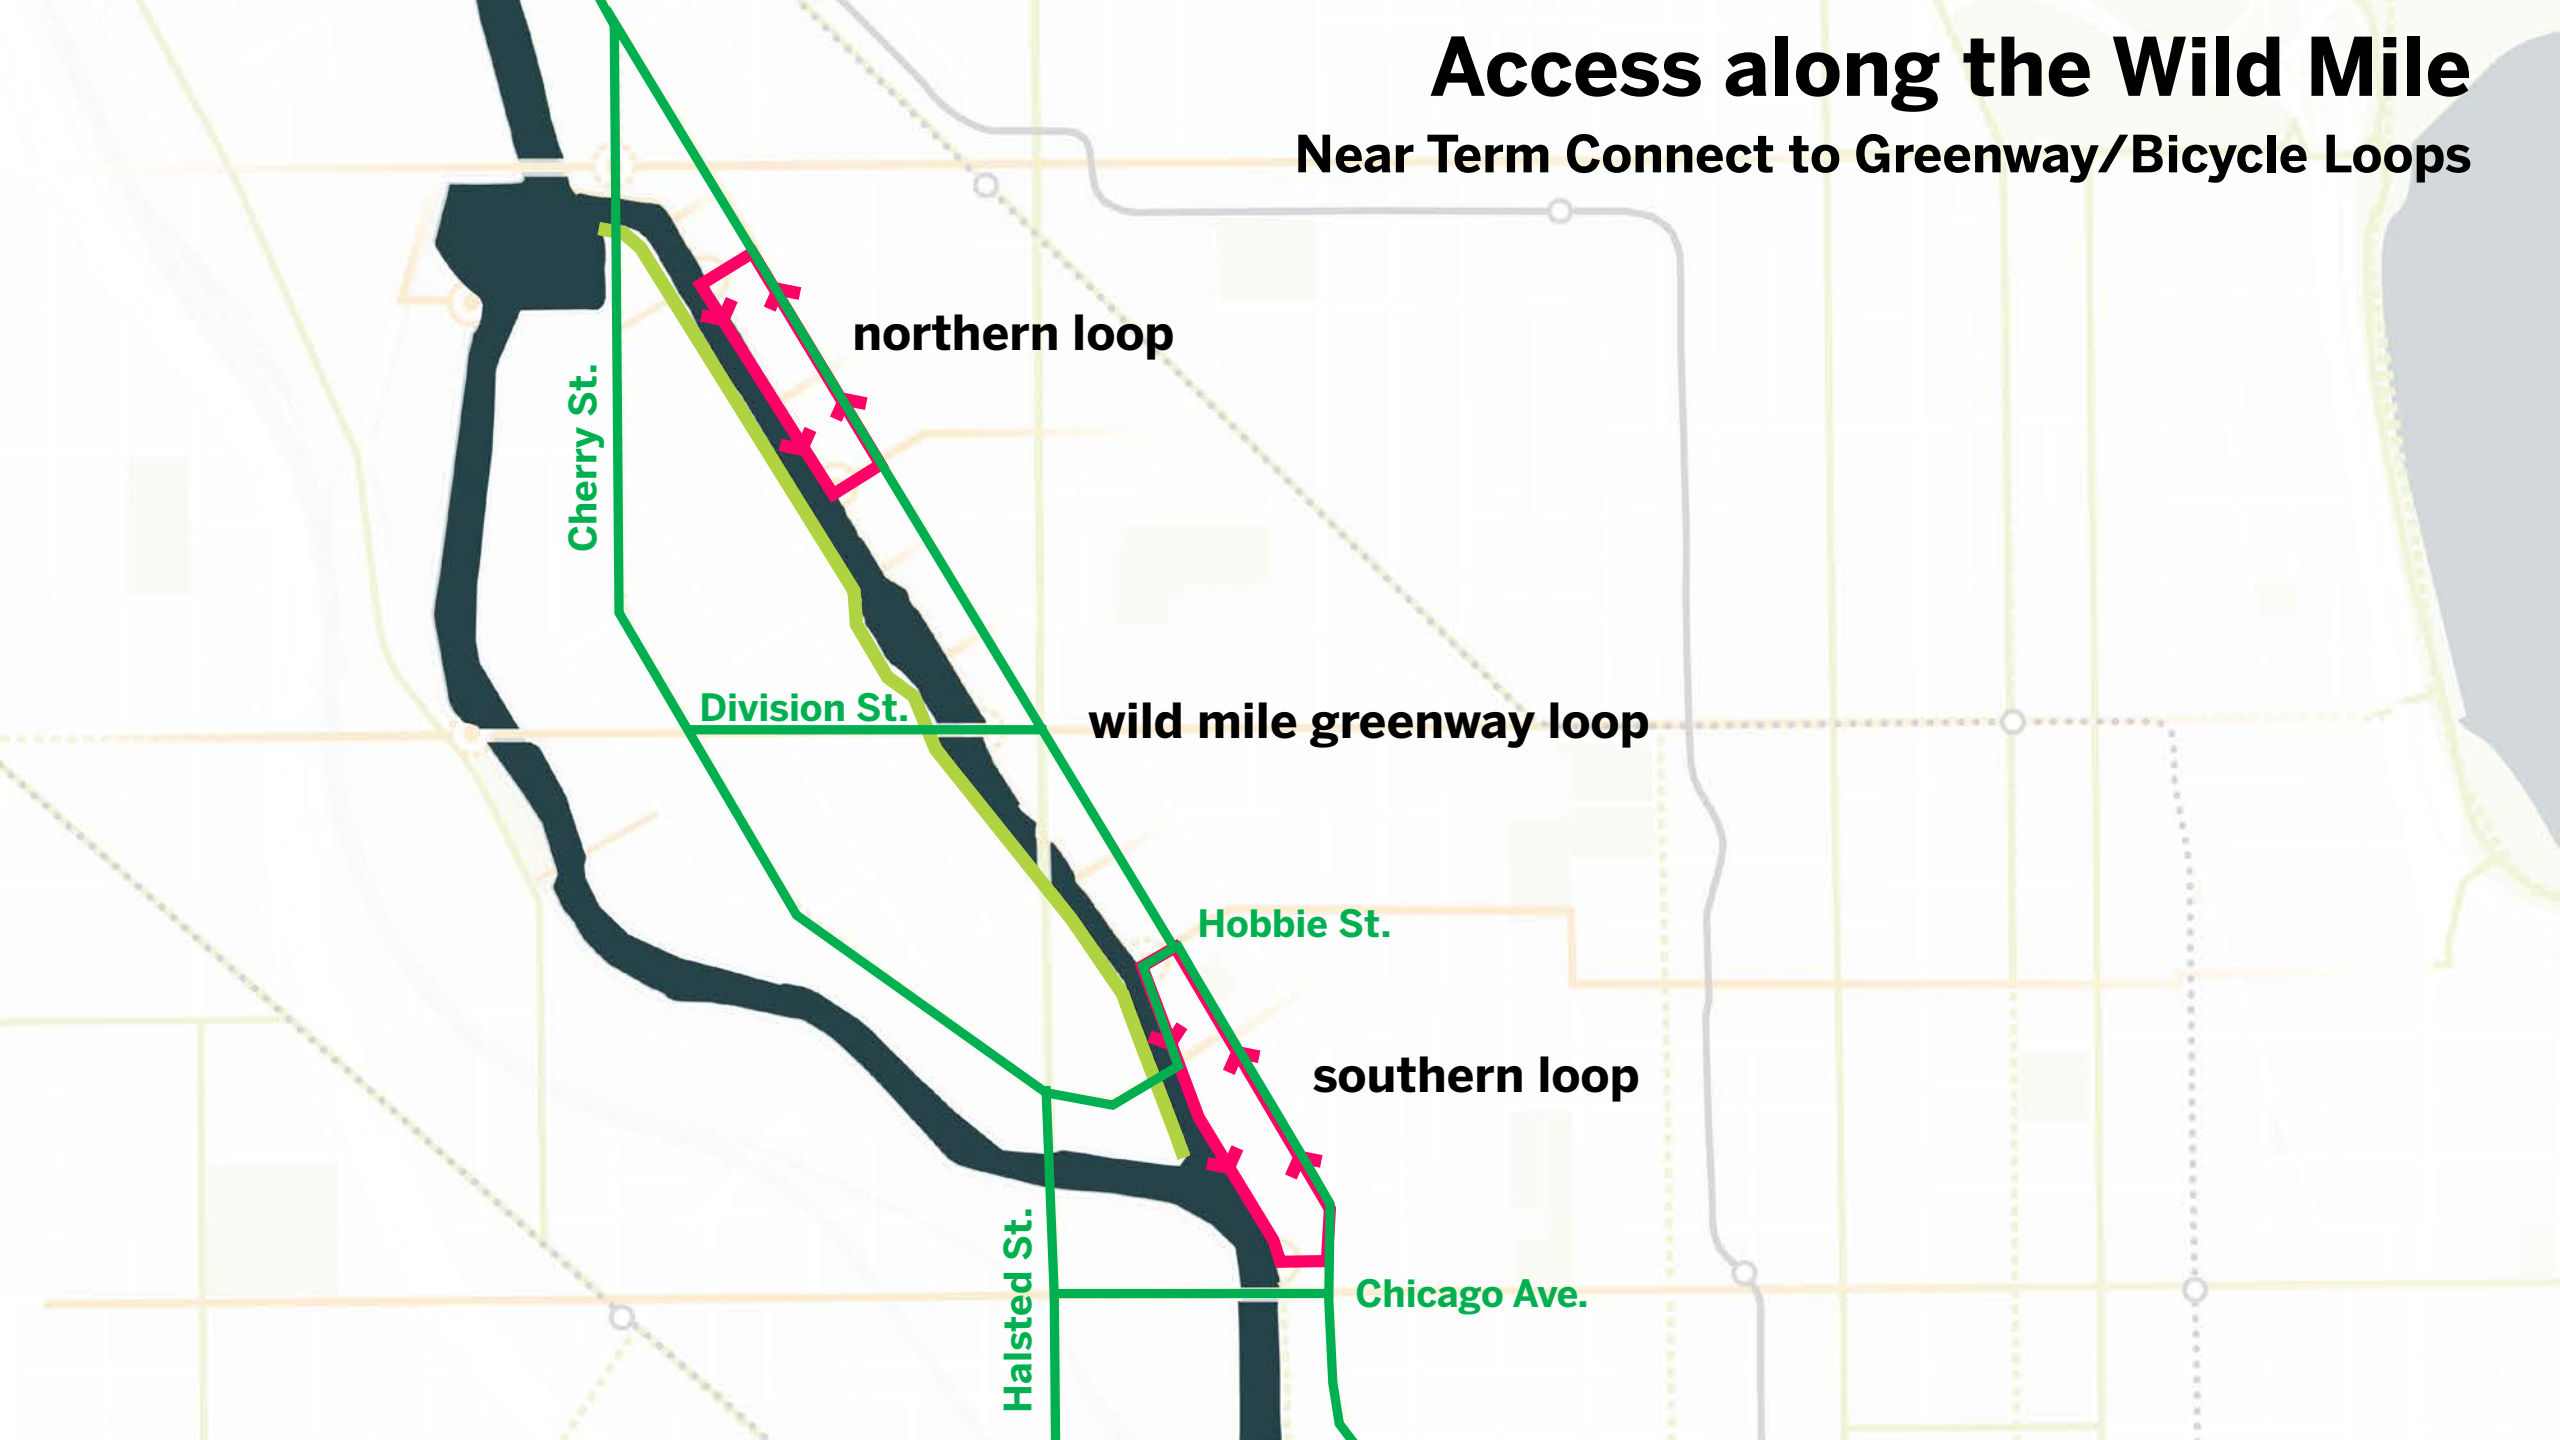 Access along the Wild Mile
Near Term Connect to Greenway/Bicycle Loops
northern loop
Cherry St.
Division St.
wild mile greenway loop
Hobbie St.
southern loop
Halsted St.
Chicago Ave.